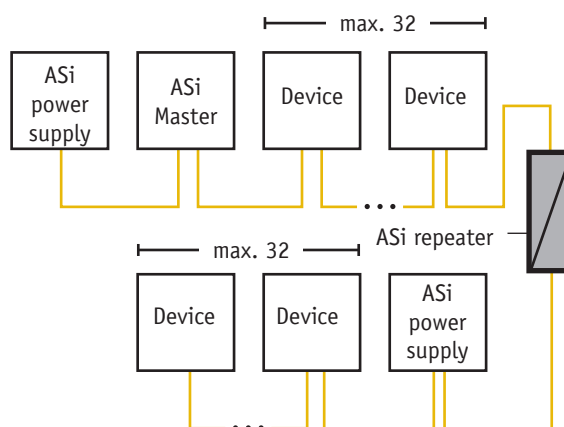 max. 32
ASi
power
supply
ASi
Master
Device
Device
...
ASi repeater
max. 32
Device
Device
ASi
power
supply
...